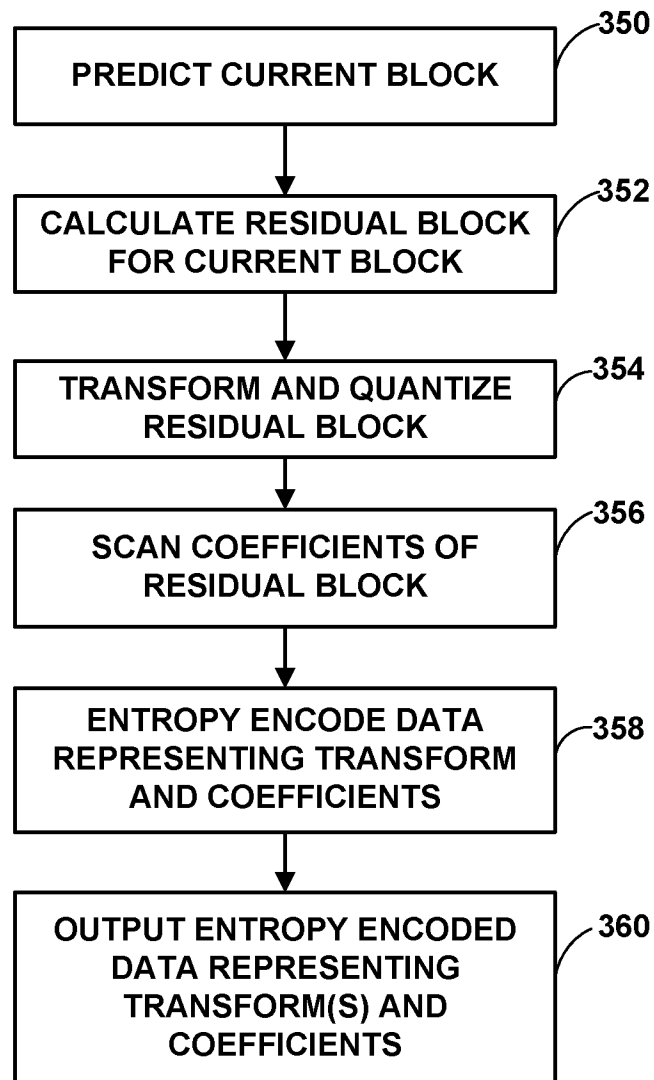 350
PREDICT CURRENT BLOCK
352
CALCULATE RESIDUAL BLOCK
FOR CURRENT BLOCK
354
TRANSFORM AND QUANTIZE
RESIDUAL BLOCK
356
SCAN COEFFICIENTS OF
RESIDUAL BLOCK
358
ENTROPY ENCODE DATA
REPRESENTING TRANSFORM
AND COEFFICIENTS
360
OUTPUT ENTROPY ENCODED
DATA REPRESENTING
TRANSFORM(S) AND
COEFFICIENTS